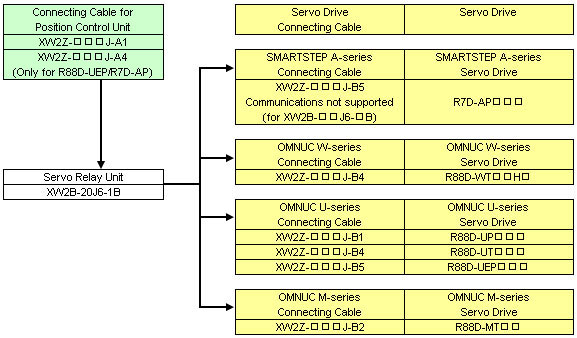 Connecting Cable for
Position Control Unit
XW2Z-□□□J-A1
XW2Z-□□□J-A4
(Only for R88D-UEP/R7D-AP)
Servo Relay Unit
XW2B-20J6-1B
Servo Drive
Connecting Cable
Servo Drive
SMARTSTEP A-series
Connecting Cable
SMARTSTEP A-series
Servo Drive
XW2Z-□□□J-B5
Communications not supported
(for XW2B-□□J6-□B)
R7D-AP□□□
OMNUC W-series
Connecting Cable
OMNUC W-series
Servo Drive
XW2Z-□□□J-B4
R88D-WT□□H□
OMNUC U-series
Connecting Cable
OMNUC U-series
Servo Drive
XW2Z-□□□J-B1
R88D-UP□□□
XW2Z-□□□J-B4
R88D-UT□□□
XW2Z-□□□J-B5
R88D-UEP□□□
OMNUC M-series
Connecting Cable
OMNUC M-series
Servo Drive
XW2Z-□□□J-B2
R88D-MT□□